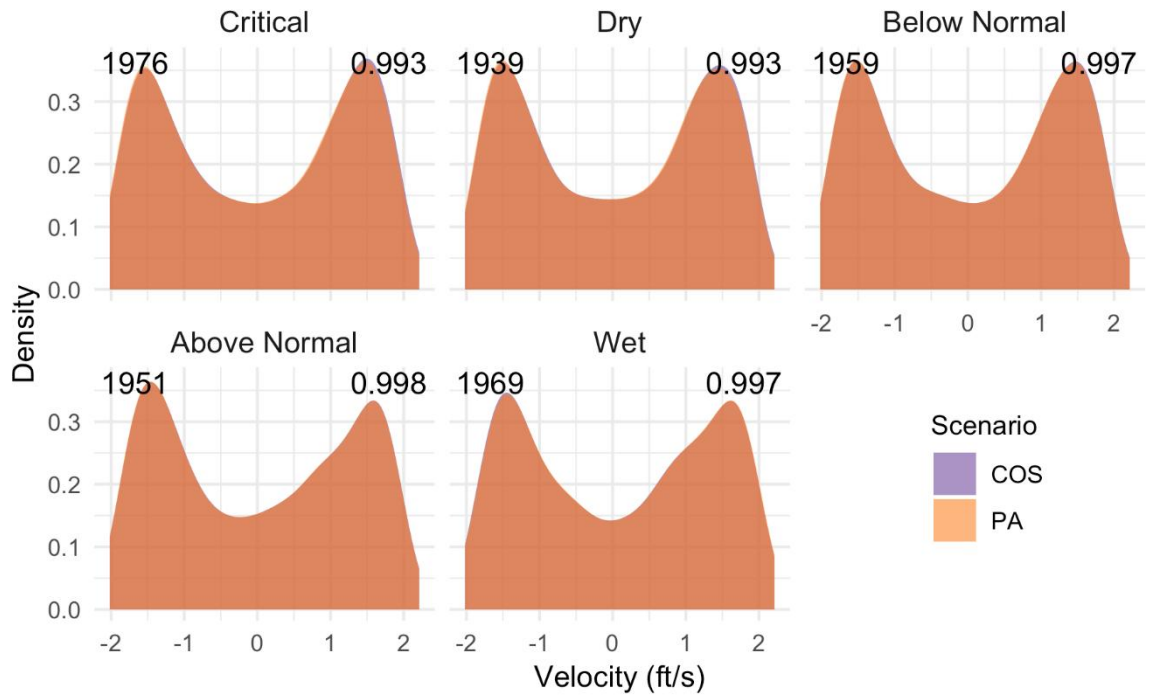 Critical
Dry
Below Normal
1976
0.993
1939
0.993
1959
0.997
0.3
0.2
0.1
0.0
-2 -1 0 1 2
Above Normal
Wet
1951
0.998
1969
0.997
0.3
0.2
0.1
0.0
-2 -1 0 1 2
-2 -1 0 1 2
Density
Velocity (ft/s)
Scenario
COS
PA